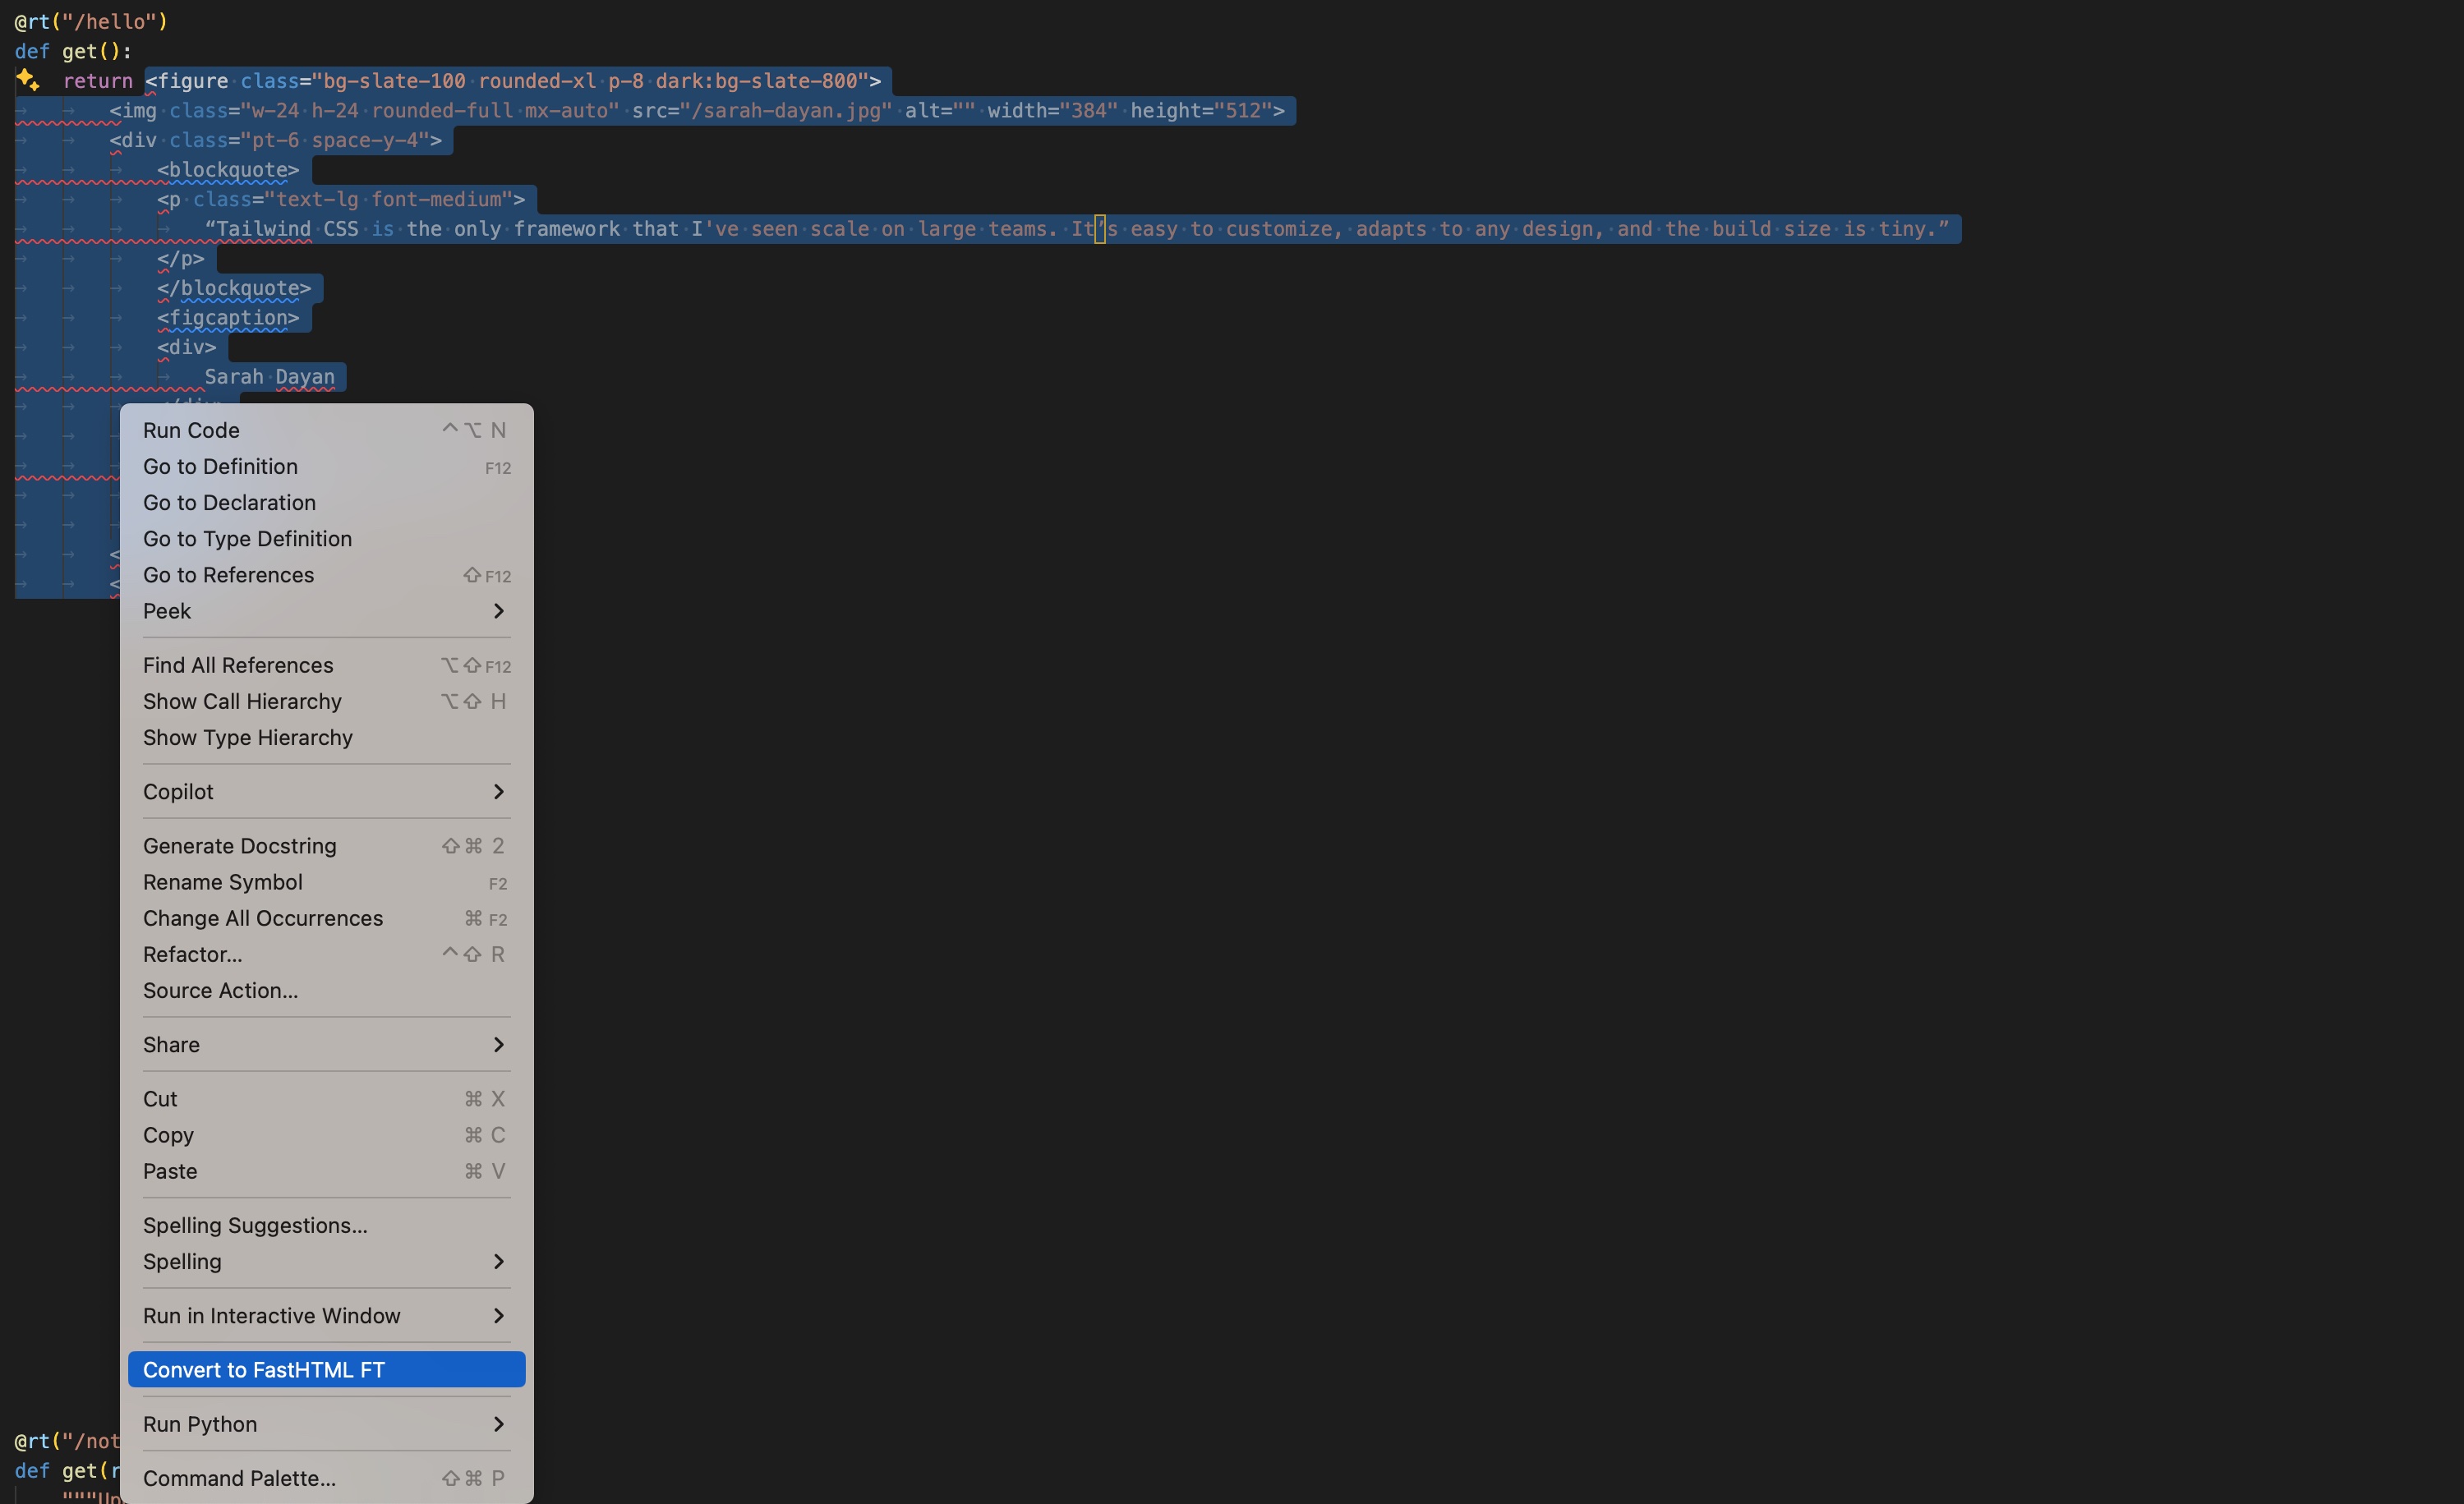 @rt("/hello")
def get():
return <figure class="bg-slate-100 rounded-xl p-8 dark:bg-slate-800">
<img class="w-24 h-24 rounded-full mx-auto" src="/sarah-dayan.jpg" alt="" width="384" height="512">
<div class="pt-6 space-y-4">
<blockquote>
<p class="text-lg font-medium">
“Tailwind CSS is the only framework that I've seen scale on large teams. It’s easy to customize, adapts to any design, and the build size is tiny.”
</p>
</blockquote>
<figcaption>
<div>
Sarah Dayan
</div>
Run Code ^⌥ N
Go to Definition F12
Go to Declaration
Go to Type Definition
Go to References ⇧F12
Peek
Find All References ⌥⇧F12
Show Call Hierarchy ⌥⇧ H
Show Type Hierarchy
Copilot
Generate Docstring ⇧⌘ 2
Rename Symbol F2
Change All Occurrences ⌘ F2
Refactor... ^⇧ R
Source Action...
Share
Cut ⌘ X
Copy ⌘ C
Paste ⌘ V
Spelling Suggestions...
Spelling
Run in Interactive Window
Convert to FastHTML FT
Run Python
Command Palette... ⇧⌘ P
@rt("/not
def get(r
"""Un